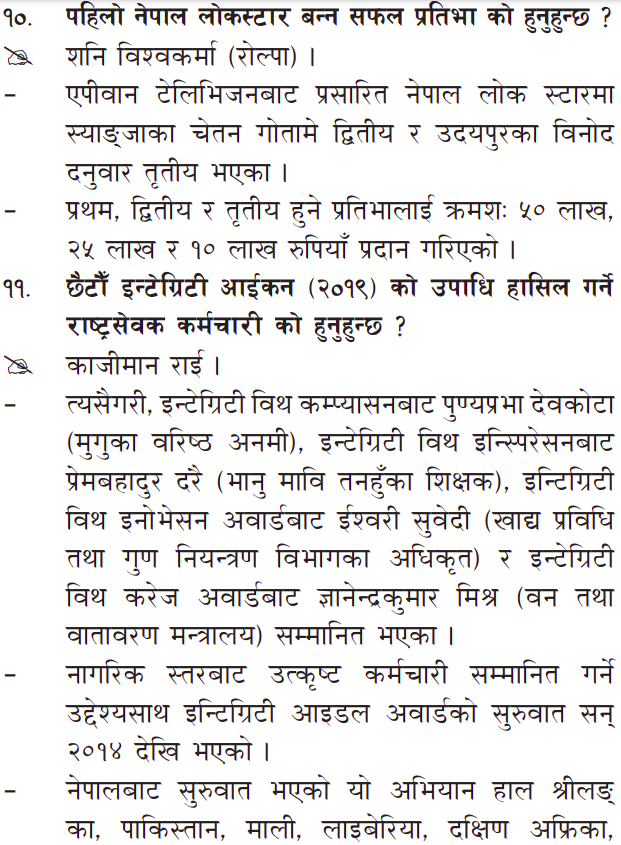 १०. पहिलो नेपाल लोकस्टार बन्न सफल प्रतिभा को हुनुहुन्छ ?
शनि विश्वकर्मा (रोल्पा) ।
– एपीवान टेलिभिजनबाट प्रसारित नेपाल लोक स्टारमा
स्याङ्जाका चेतन गोतामे द्वितीय र उदयपुरका विनोद
दनुवार तृतीय भएका ।
– प्रथम, द्वितीय र तृतीय हुने प्रतिभालाई क्रमशः ५० लाख,
२५ लाख र १० लाख रुपियाँ प्रदान गरिएको ।
११. छैटौँ इन्टेग्रिटी आईकन (२०१९) को उपाधि हासिल गर्ने
राष्ट्रसेवक कर्मचारी को हुनुहुन्छ ?
काजीमान राई ।
– त्यसैगरी, इन्टेग्रिटी विथ कम्प्यासनबाट पुण्यप्रभा देवकोटा
(मुगुका वरिष्ठ अनमी), इन्टेग्रिटी विथ इन्स्पिरेसनबाट
प्रेमबहादुर दरै (भानु मावि तनहुँका शिक्षक), इन्टिग्रिटी
विथ इनोभेसन अवार्डबाट ईश्वरी सुवेदी (खाद्य प्रविधि
तथा गुण नियन्त्रण विभागका अधिकृत) र इन्टेग्रिटी
विथ करेज अवार्डबाट ज्ञानेन्द्रकुमार मिश्र (वन तथा
वातावरण मन्त्रालय) सम्मानित भएका ।
– नागरिक स्तरबाट उत्कृष्ट कर्मचारी सम्मानित गर्ने
उद्देश्यसाथ इन्टिग्रिटी आइडल अवार्डको सुरुवात सन्
२०१४ देखि भएको ।
– नेपालबाट सुरुवात भएको यो अभियान हाल श्रीलङ्
का, पाकिस्तान, माली, लाइबेरिया, दक्षिण अफ्रिका,